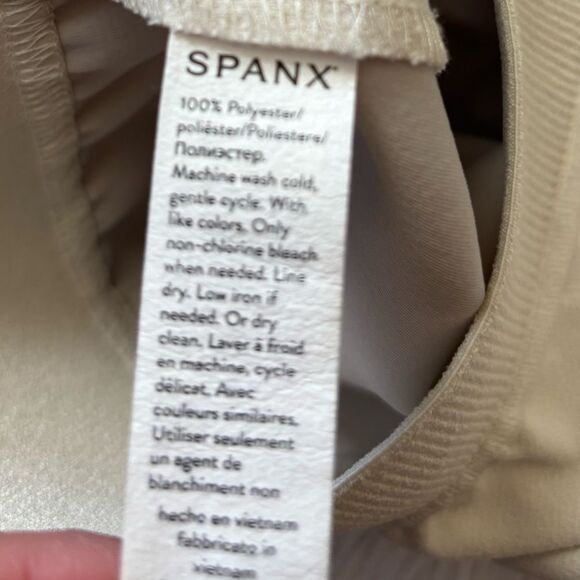 SPANX
100% Polyester/
poliéster/Poliestere/
Полиэстер.
Machine wash cold,
gentle cycle. With
like colors. Only
non-chlorine bleach
when needed. Line
dry. Low iron if
needed. Or dry
clean. Laver à froid
en machine, cycle
délicat. Avec
couleurs similaires.
Utiliser seulement
un agent de
blanchiment non
hecho en vietnam
fabbricato in
vietnam